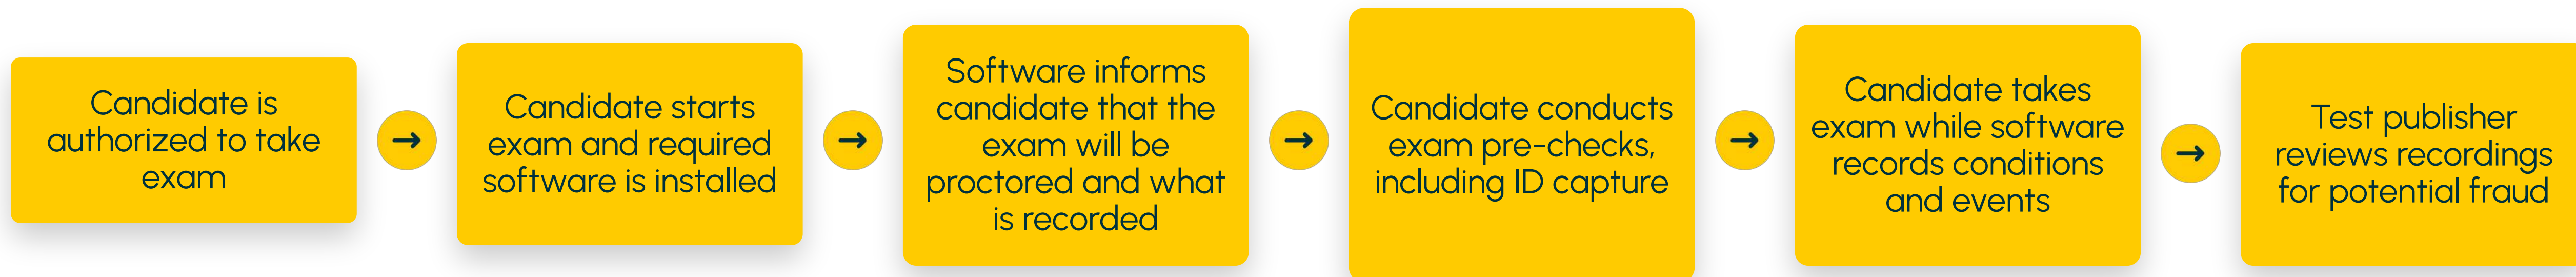 Candidate is
authorized to take
exam
Candidate starts
exam and required
software is installed
Software informs
candidate that the
exam will be
proctored and what
is recorded
Candidate conducts
exam pre-checks,
including ID capture
Candidate takes
exam while software
records conditions
and events
Test publisher
reviews recordings
for potential fraud